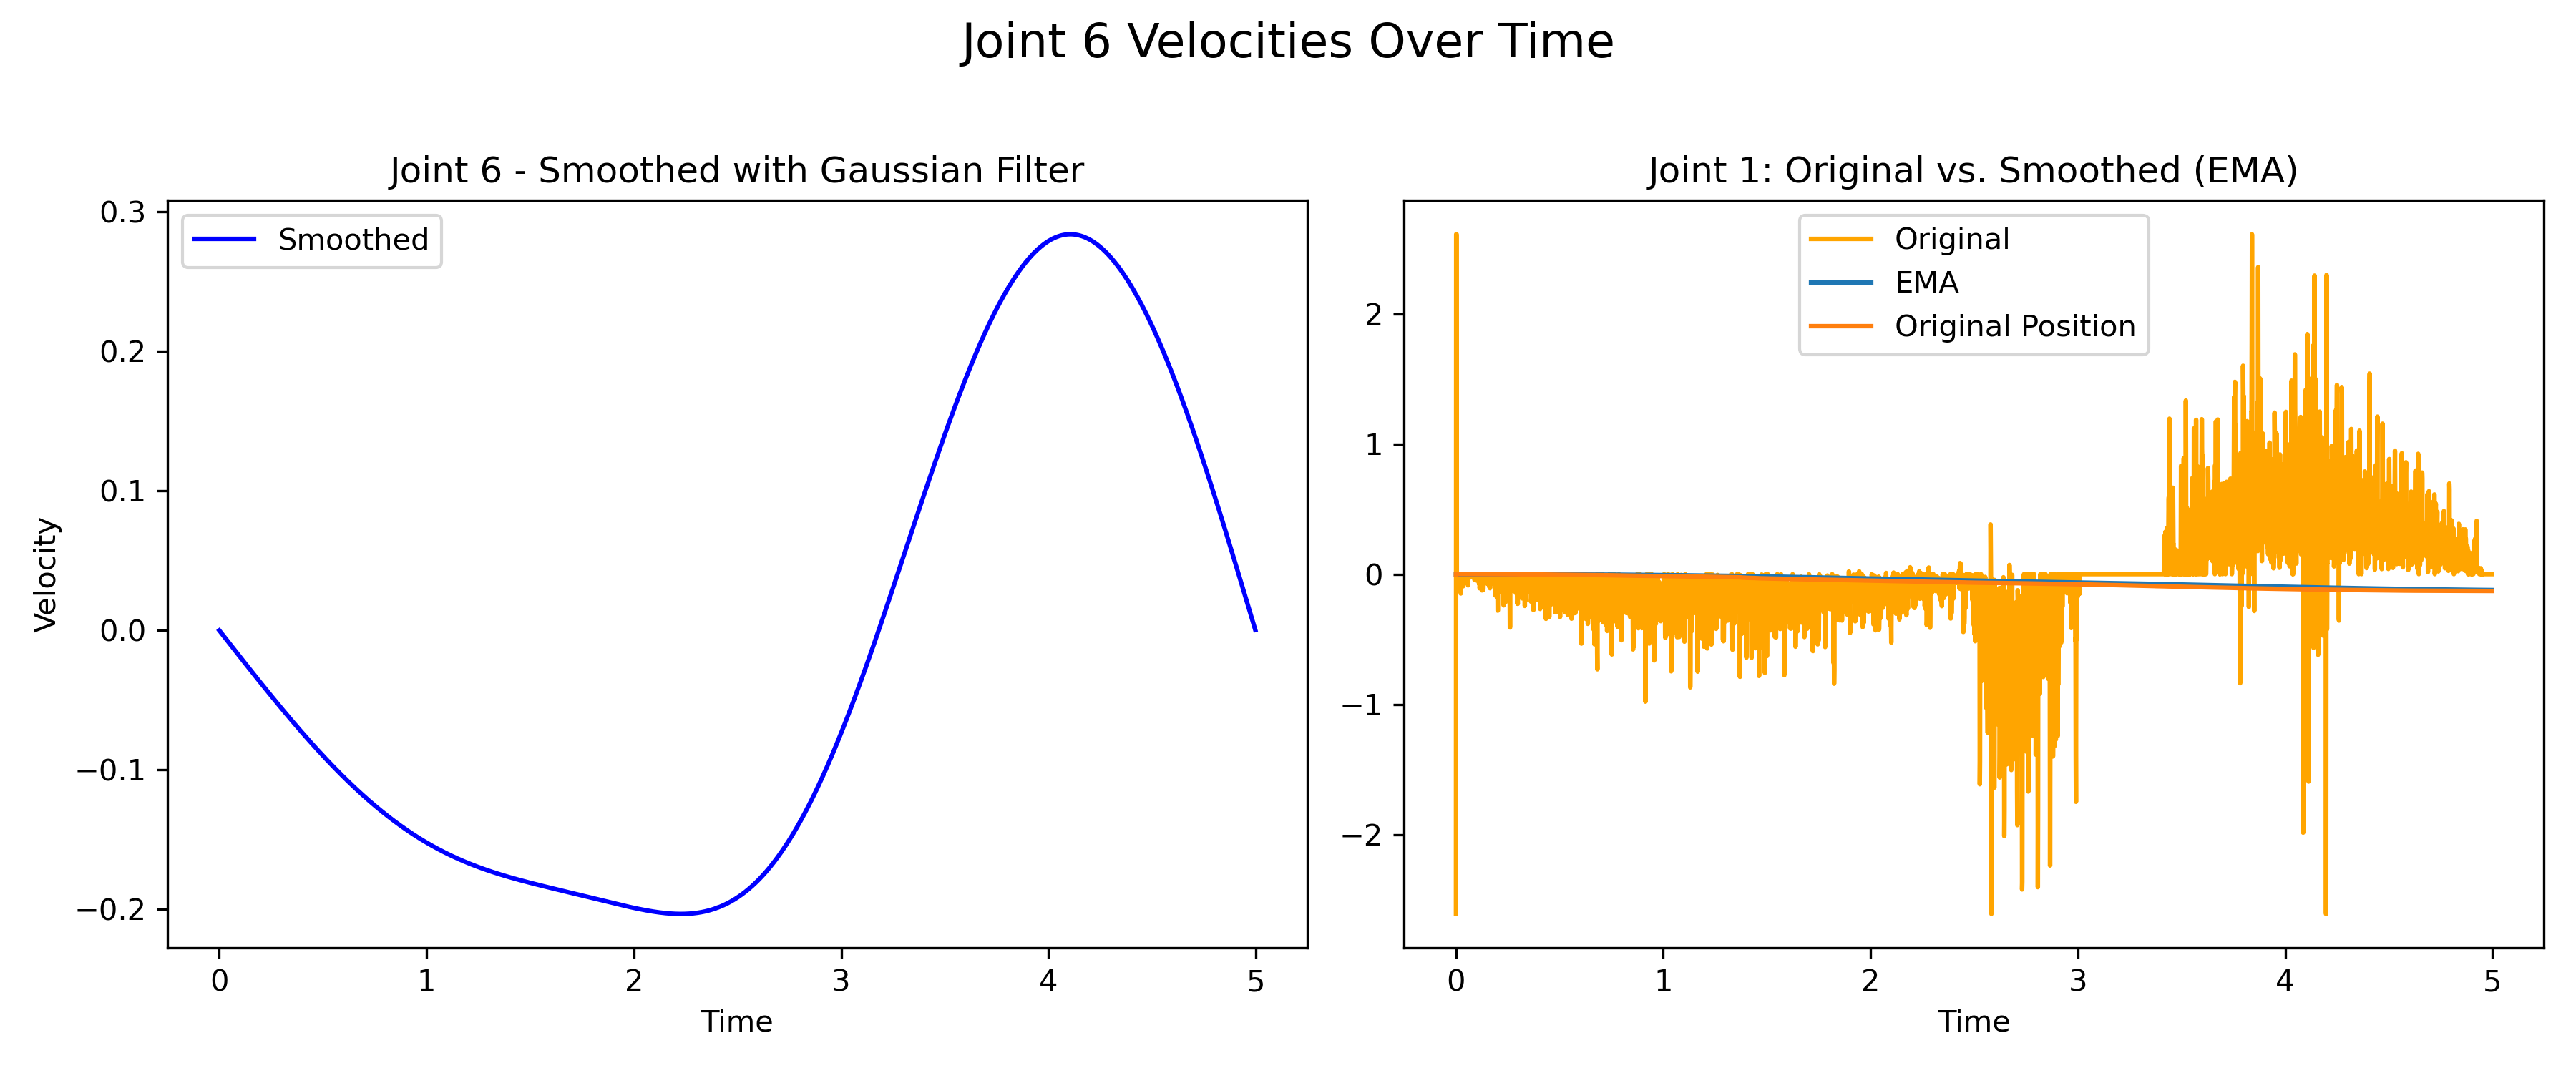 Joint 6 Velocities Over Time
Joint 6 - Smoothed with Gaussian Filter
Smoothed
0.3
0.2
0.1
0.0
−0.1
−0.2
Velocity
0 1 2 3 4 5
Time
Joint 1: Original vs. Smoothed (EMA)
Original
EMA
Original Position
2
1
0
−1
−2
0 1 2 3 4 5
Time